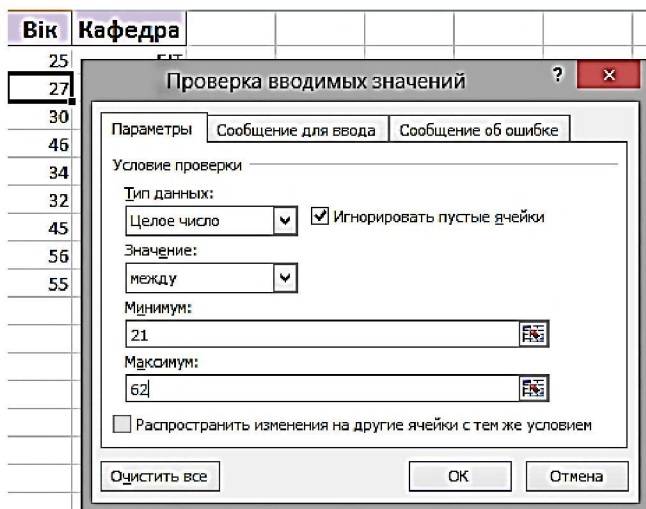 Вік Кафедра
25
27
30
46
34
32
45
56
55
Проверка вводимых значений ?
Параметры Сообщение для ввода Сообщение об ошибке
Условие проверки
Тип данных:
Целое число Игнорировать пустые ячейки
Значение:
между
Минимум:
21
Максимум:
62
Распространить изменения на другие ячейки с тем же условием
Очистить все ОК Отмена